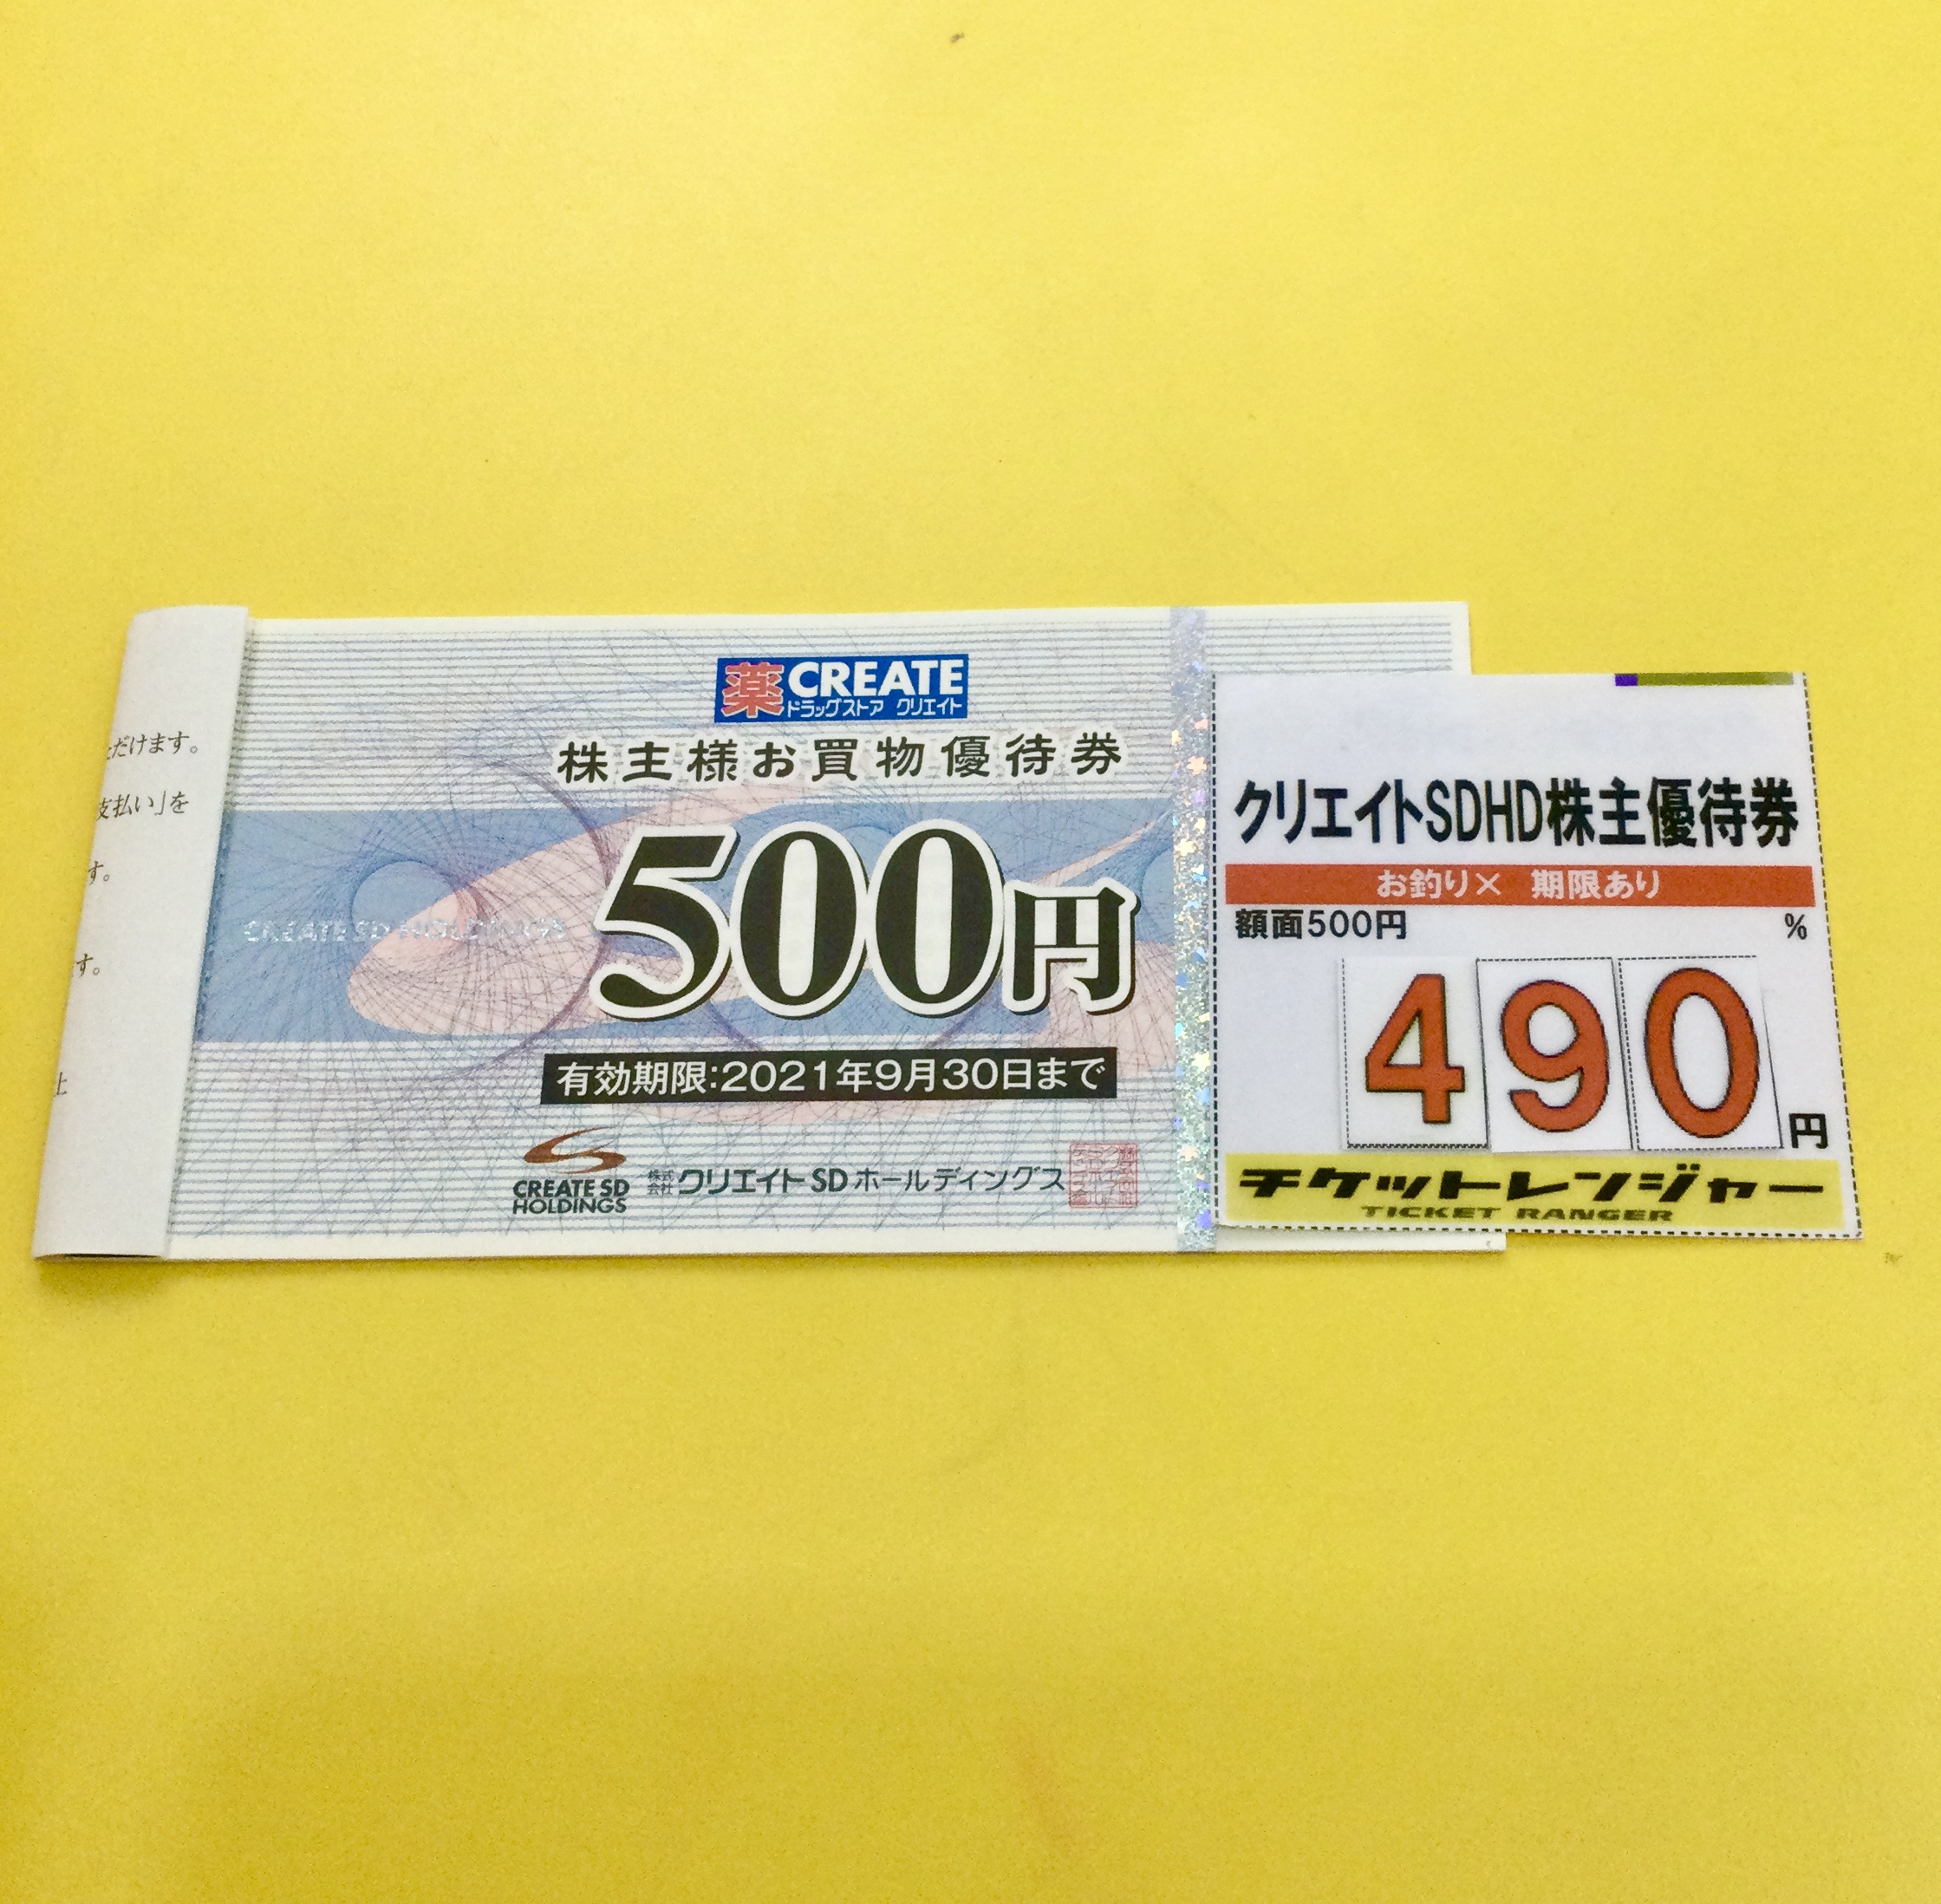 だけます。
支払い」を
す。
す。
上
薬 CREATE
ドラッグストア クリエイト
株主様お買物優待券
CREATE SD HOLDINGS
500円
有効期限:2021年9月30日まで
CREATE SD
HOLDINGS
株式会社クリエイトSDホールディングス
クリエイトSDHD株主優待券
お釣り× 期限あり
額面500円 %
490円
チケットレンジャー
TICKET RANGER